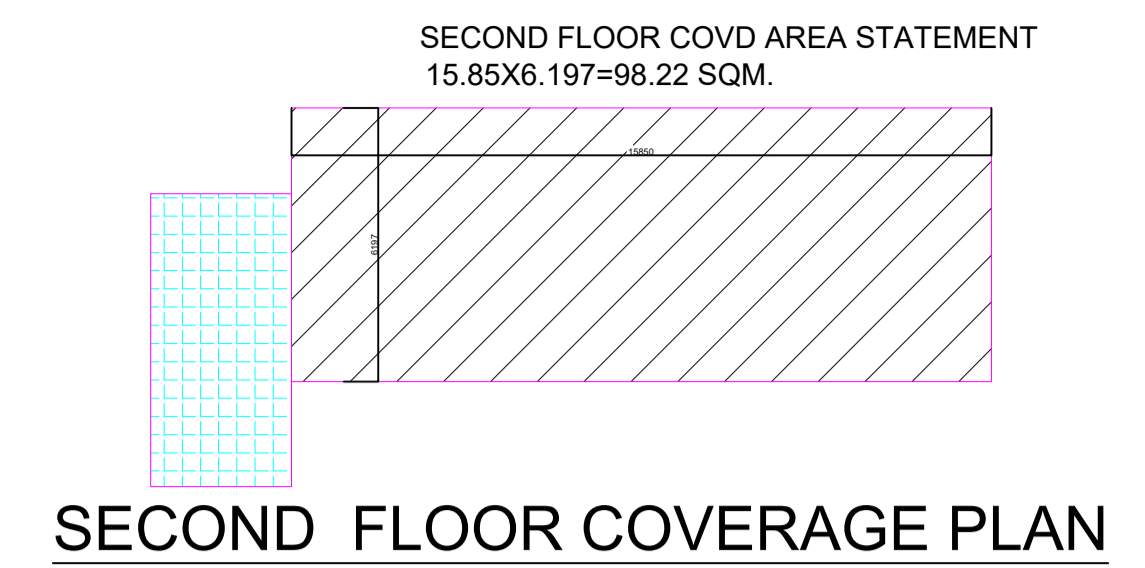 SECOND FLOOR COVD AREA STATEMENT
15.85X6.197=98.22 SQM.
15850
6197
SECOND FLOOR COVERAGE PLAN